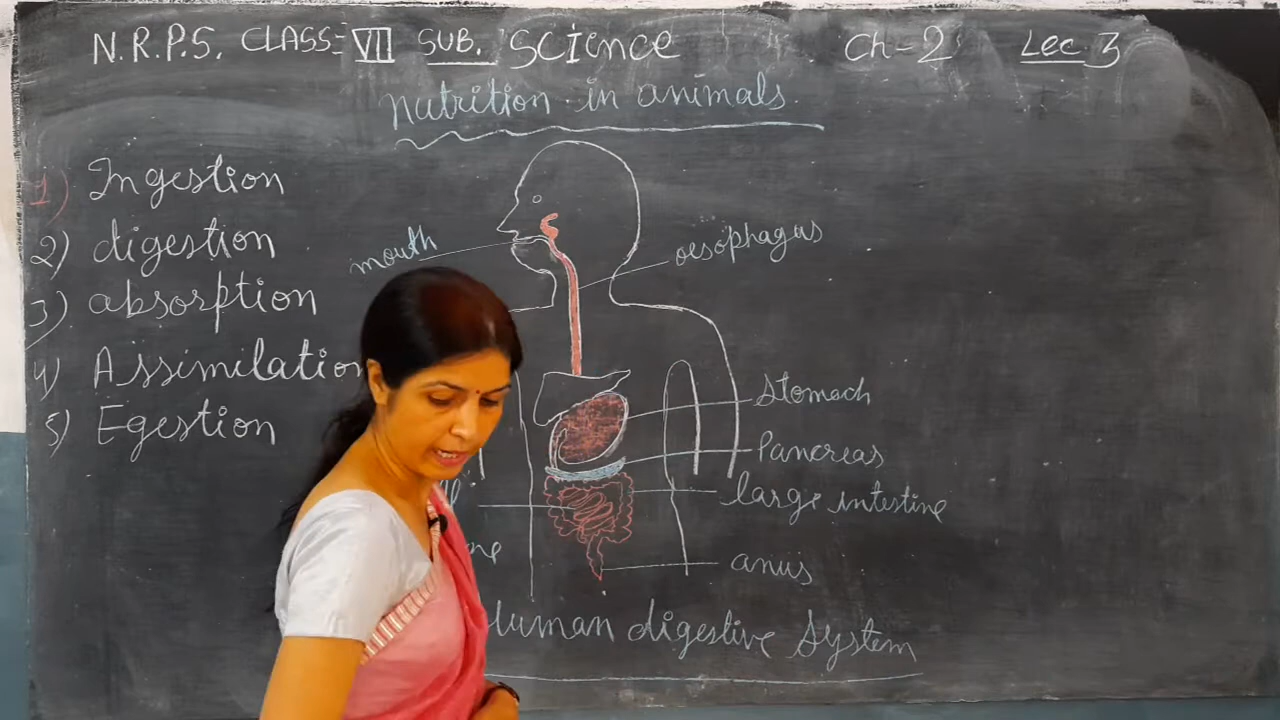 N.R.P.S. CLASS:- VII SUB. Science Ch-2 Lec 3
Nutrition in animals.
1) Ingestion
2) digestion
3) absorption
4) Assimilation
5) Egestion
mouth
oesophagus
Stomach
Pancreas
large intestine
anus
Human digestive System